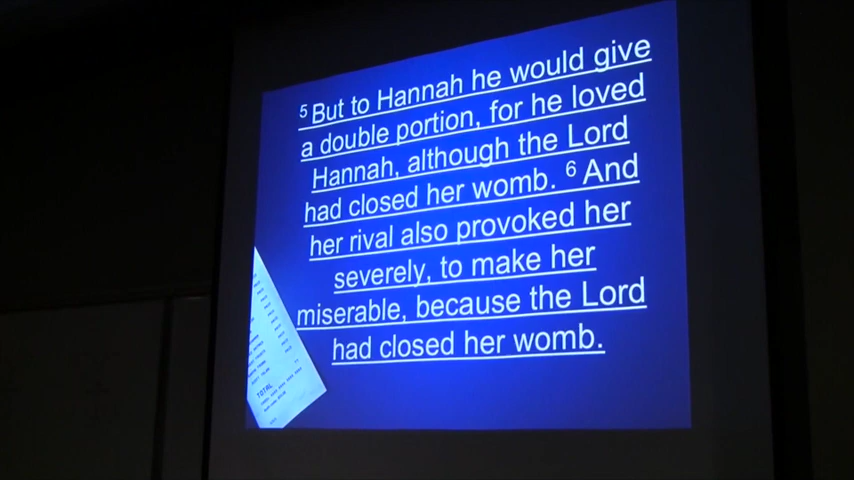 5 But to Hannah he would give
a double portion, for he loved
Hannah, although the Lord
had closed her womb. 6 And
her rival also provoked her
severely, to make her
miserable, because the Lord
had closed her womb.
TOTAL